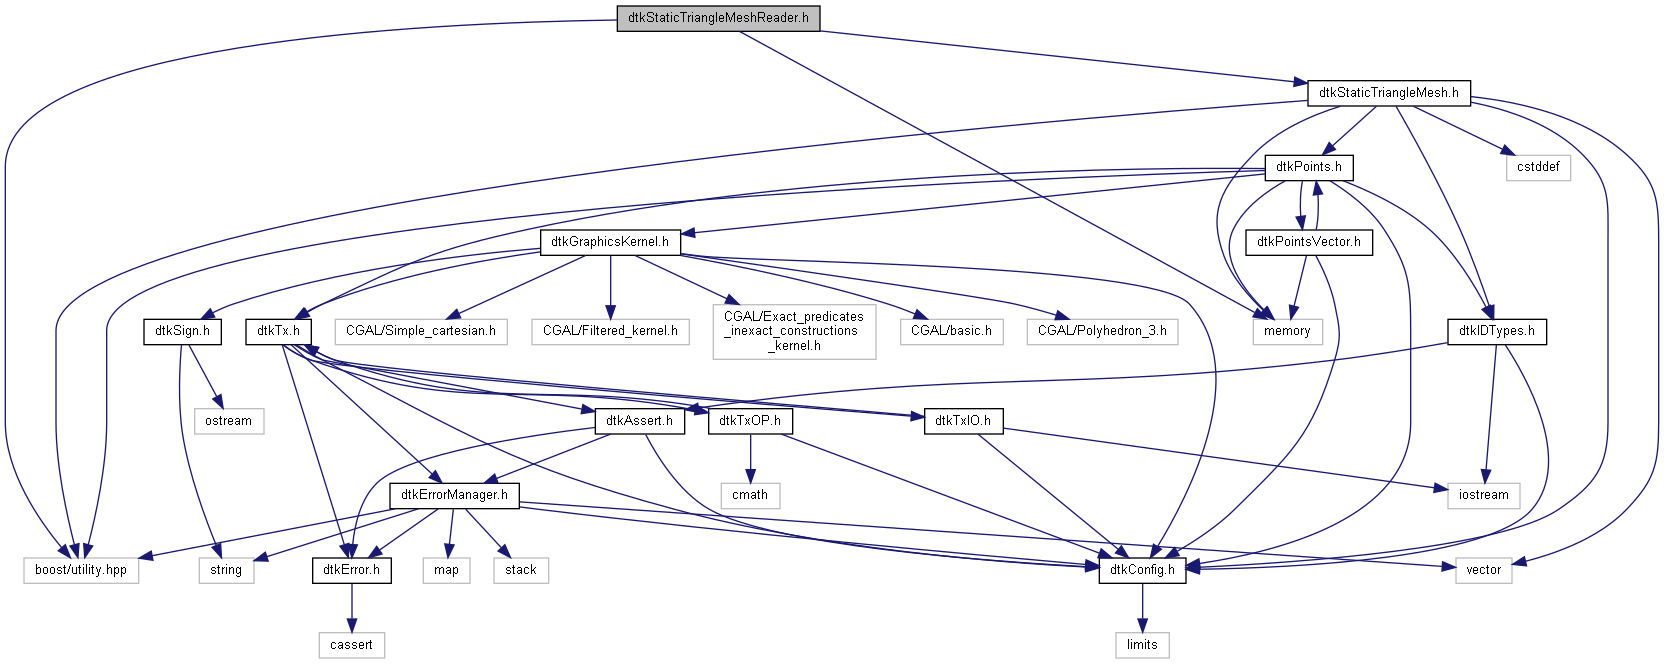 dtkStaticTriangleMeshReader.h
dtkStaticTriangleMesh.h
dtkPoints.h
cstddef
dtkGraphicsKernel.h
dtkPointsVector.h
dtkSign.h
dtkTx.h
CGAL/Simple_cartesian.h
CGAL/Filtered_kernel.h
CGAL/Exact_predicates
_inexact_constructions
_kernel.h
CGAL/basic.h
CGAL/Polyhedron_3.h
memory
dtkIDTypes.h
ostream
dtkAssert.h
dtkTxOP.h
dtkTxIO.h
dtkErrorManager.h
cmath
iostream
boost/utility.hpp
string
dtkError.h
map
stack
dtkConfig.h
vector
cassert
limits